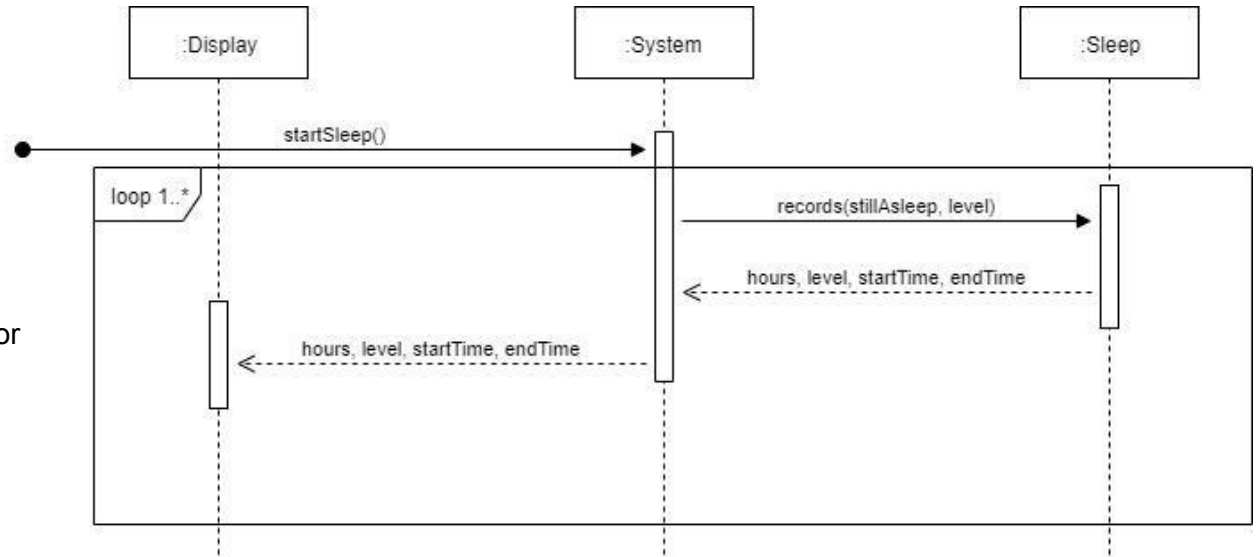 :Display
:System
:Sleep
startSleep()
loop 1..*
records(stillAsleep, level)
hours, level, startTime, endTime
or
hours, level, startTime, endTime